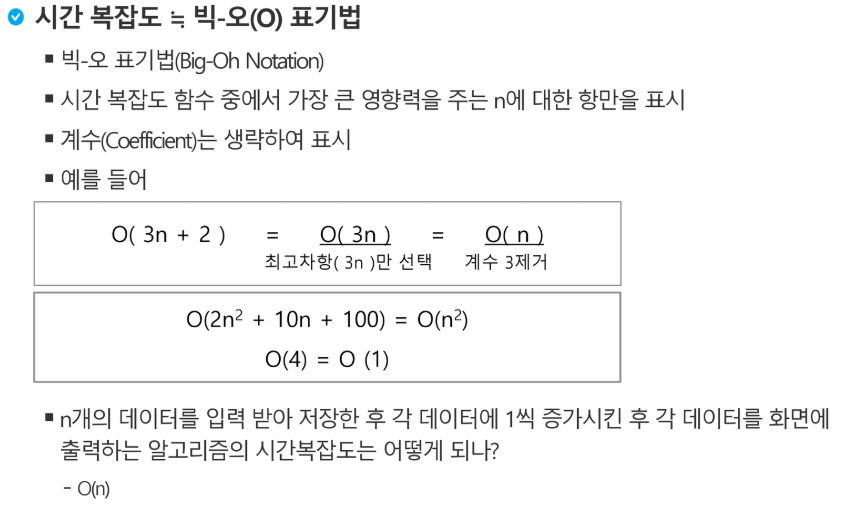 시간 복잡도 ≒ 빅-오(O) 표기법
▪ 빅-오 표기법(Big-Oh Notation)
▪ 시간 복잡도 함수 중에서 가장 큰 영향력을 주는 n에 대한 항만을 표시
▪ 계수(Coefficient)는 생략하여 표시
▪ 예를 들어
O( 3n + 2 ) = O( 3n ) = O( n )
최고차항( 3n )만 선택 계수 3제거
O(2n² + 10n + 100) = O(n²)
O(4) = O (1)
▪ n개의 데이터를 입력 받아 저장한 후 각 데이터에 1씩 증가시킨 후 각 데이터를 화면에
출력하는 알고리즘의 시간복잡도는 어떻게 되나?
- O(n)